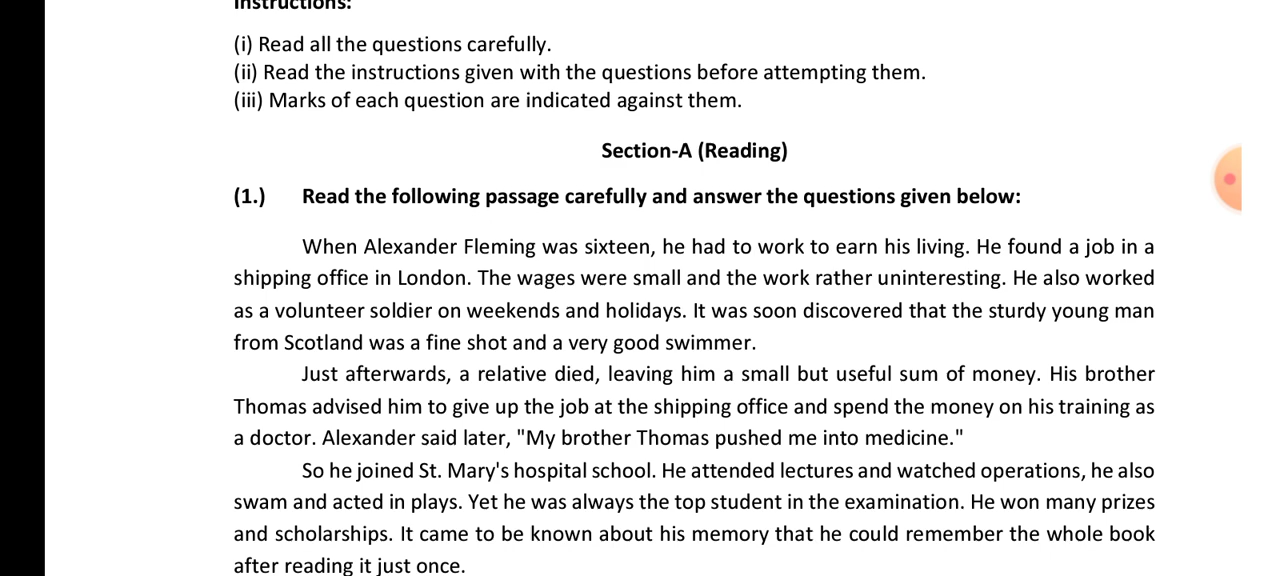 Instructions:
(i) Read all the questions carefully.
(ii) Read the instructions given with the questions before attempting them.
(iii) Marks of each question are indicated against them.
Section-A (Reading)
(1.) Read the following passage carefully and answer the questions given below:
When Alexander Fleming was sixteen, he had to work to earn his living. He found a job in a
shipping office in London. The wages were small and the work rather uninteresting. He also worked
as a volunteer soldier on weekends and holidays. It was soon discovered that the sturdy young man
from Scotland was a fine shot and a very good swimmer.
Just afterwards, a relative died, leaving him a small but useful sum of money. His brother
Thomas advised him to give up the job at the shipping office and spend the money on his training as
a doctor. Alexander said later, "My brother Thomas pushed me into medicine."
So he joined St. Mary's hospital school. He attended lectures and watched operations, he also
swam and acted in plays. Yet he was always the top student in the examination. He won many prizes
and scholarships. It came to be known about his memory that he could remember the whole book
after reading it just once.